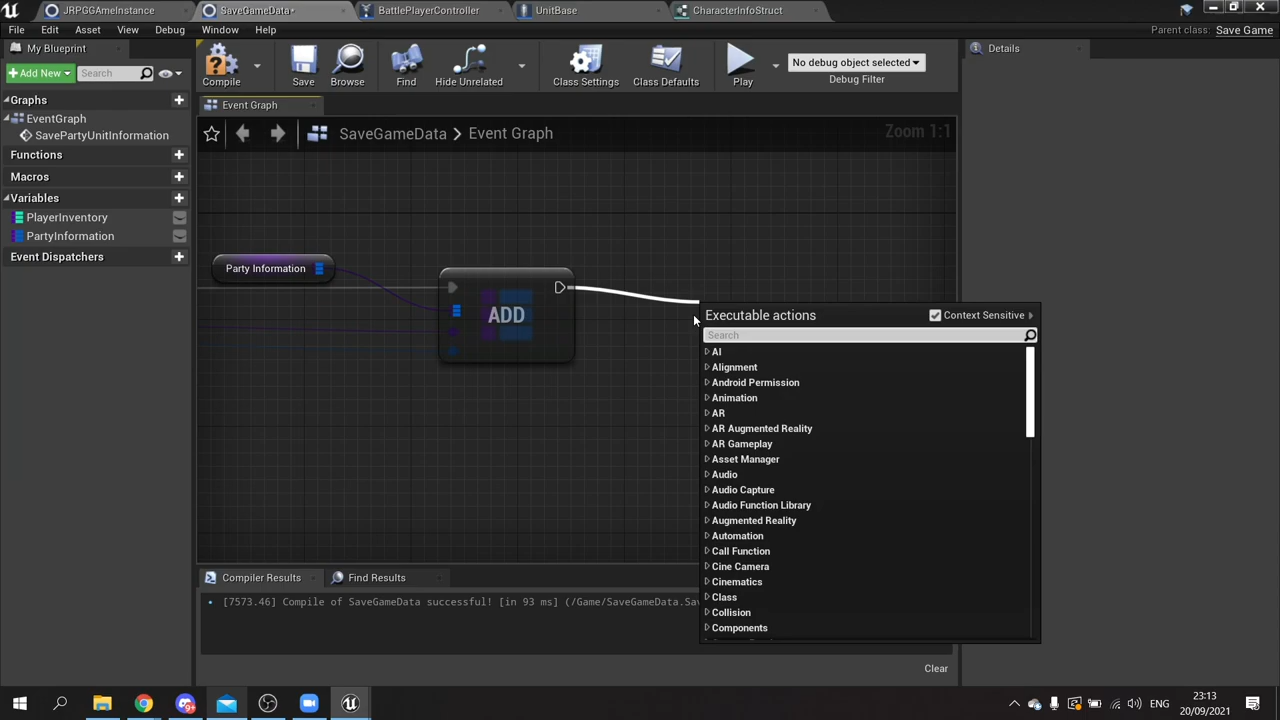 JRPGGAmeInstance
SaveGameData*
BattlePlayerController
UnitBase
CharacterInfoStruct
File Edit Asset View Debug Window Help
Parent class: Save Game
My Blueprint
Add New
Search
Compile
Save
Browse
Find
Hide Unrelated
Class Settings
Class Defaults
Play
No debug object selected
Debug Filter
Details
Graphs
EventGraph
SavePartyUnitInformation
Functions
Macros
Variables
PlayerInventory
PartyInformation
Event Dispatchers
Event Graph
SaveGameData > Event Graph
Zoom 1:1
Party Information
ADD
Executable actions
Context Sensitive
Search
AI
Alignment
Android Permission
Animation
AR
AR Augmented Reality
AR Gameplay
Asset Manager
Audio
Audio Capture
Audio Function Library
Augmented Reality
Automation
Call Function
Cine Camera
Cinematics
Class
Collision
Components
Compiler Results
Find Results
[7573.46] Compile of SaveGameData successful! [in 93 ms] (/Game/SaveGameData.Sav
Clear
ENG
23:13
20/09/2021